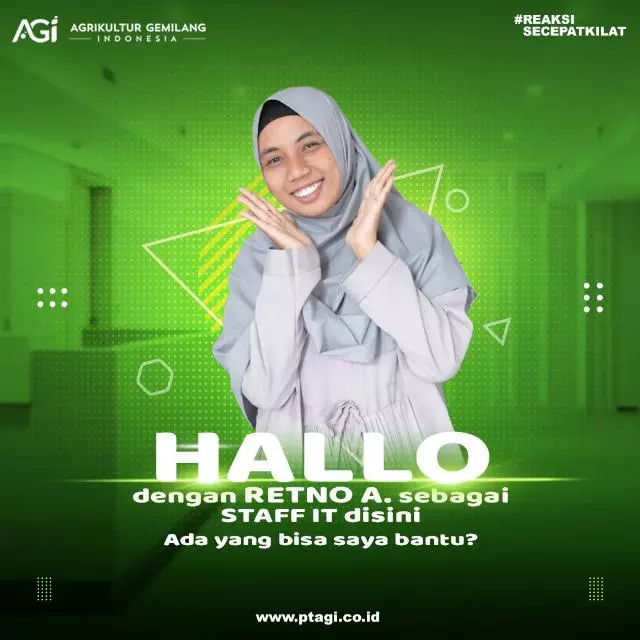 AGi AGRIKULTUR GEMILANG
INDONESIA
#REAKSI
SECEPATKILAT
HALLO
dengan RETNO A. sebagai
STAFF IT disini
Ada yang bisa saya bantu?
www.ptagi.co.id